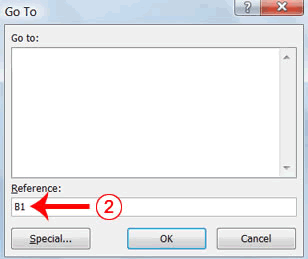 Go To
?
Go to:
Reference:
B1
2
Special...
OK
Cancel